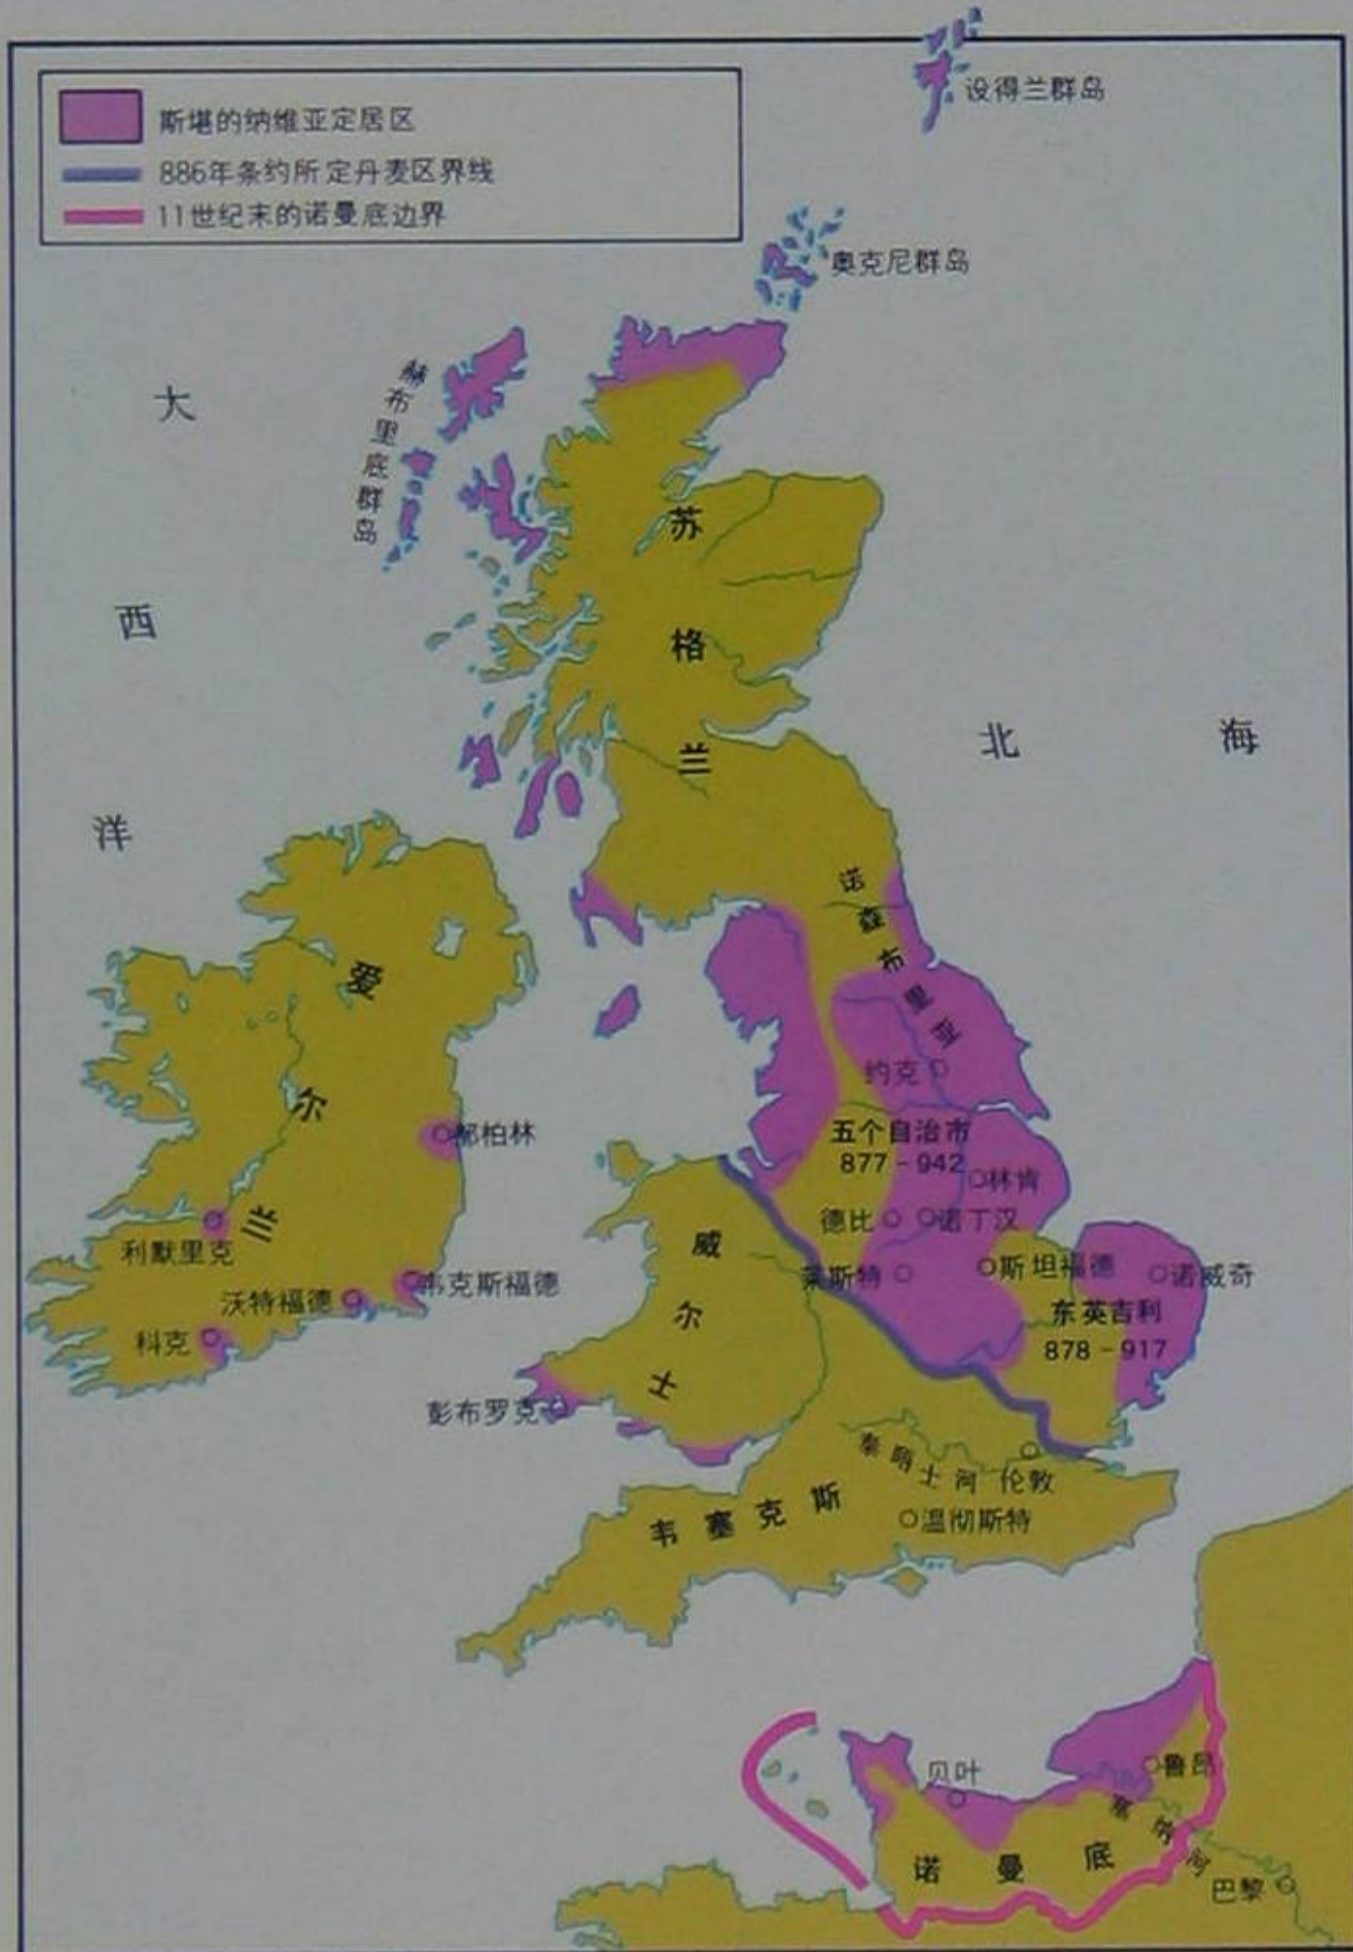 斯堪的纳维亚定居区
886年条约所定丹麦区界线
11世纪末的诺曼底边界
设得兰群岛
奥克尼群岛
赫布里底群岛
大西洋
苏格兰
北海
诺森布里亚
爱尔兰
约克
都柏林
五个自治市
877-942
林肯
德比
诺丁汉
利默里克
威尔士
莱斯特
斯坦福德
诺威奇
韦克斯福德
沃特福德
东英吉利
878-917
科克
彭布罗克
泰晤士河
伦敦
韦塞克斯
温彻斯特
贝叶
鲁昂
塞纳河
诺曼底
巴黎